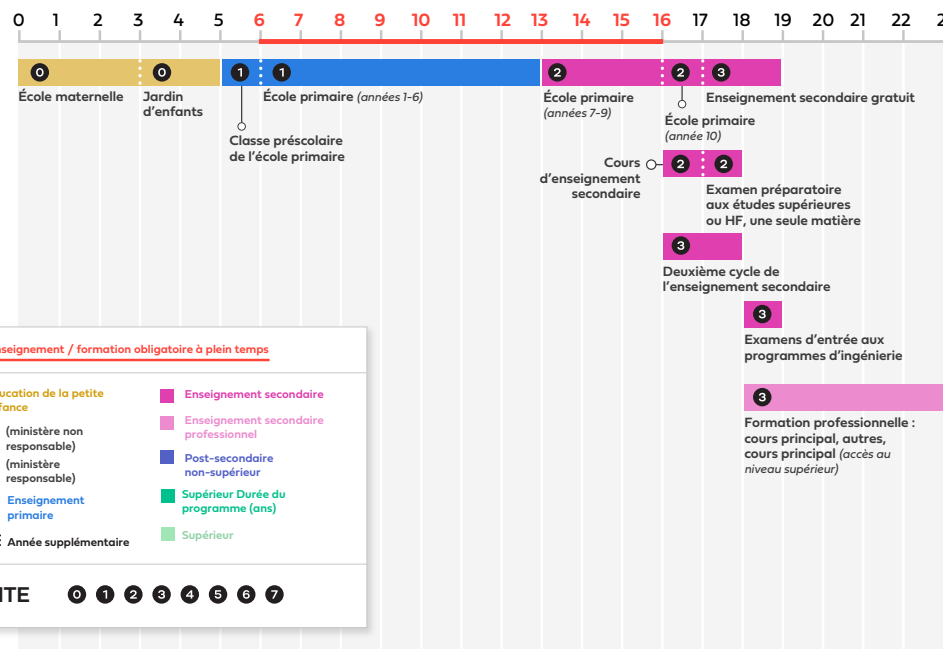 0 1 2 3 4 5 6 7 8 9 10 11 12 13 14 15 16 17 18 19 20 21 22
0 0 1 1 2 2 3
École maternelle
Jardin
d'enfants
École primaire (années 1-6)
Classe préscolaire
de l'école primaire
École primaire
(années 7-9)
Enseignement secondaire gratuit
École primaire
(année 10)
Cours
d'enseignement
secondaire
2 2
Examen préparatoire
aux études supérieures
ou HF, une seule matière
3
Deuxième cycle de
l'enseignement secondaire
3
Examens d'entrée aux
programmes d'ingénierie
3
Formation professionnelle :
cours principal, autres,
cours principal (accès au
niveau supérieur)
nseignement / formation obligatoire à plein temps
ucation de la petite
fance
(ministère non
responsable)
(ministère
responsable)
Enseignement
primaire
Année supplémentaire
Enseignement secondaire
Enseignement secondaire
professionnel
Post-secondaire
non-supérieur
Supérieur Durée du
programme (ans)
Supérieur
ITE 0 1 2 3 4 5 6 7